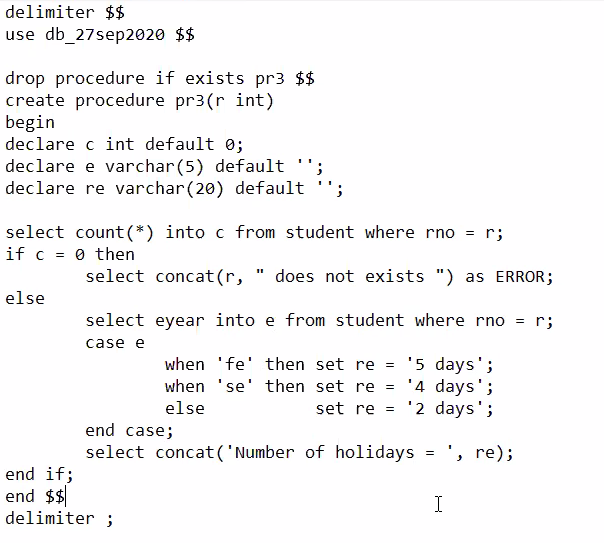 delimiter $$
use db_27sep2020 $$

drop procedure if exists pr3 $$
create procedure pr3(r int)
begin
declare c int default 0;
declare e varchar(5) default '';
declare re varchar(20) default '';

select count(*) into c from student where rno = r;
if c = 0 then
        select concat(r, " does not exists ") as ERROR;
else
        select eyear into e from student where rno = r;
        case e
                when 'fe' then set re = '5 days';
                when 'se' then set re = '4 days';
                else           set re = '2 days';
        end case;
        select concat('Number of holidays = ', re);
end if;
end $$
delimiter ;